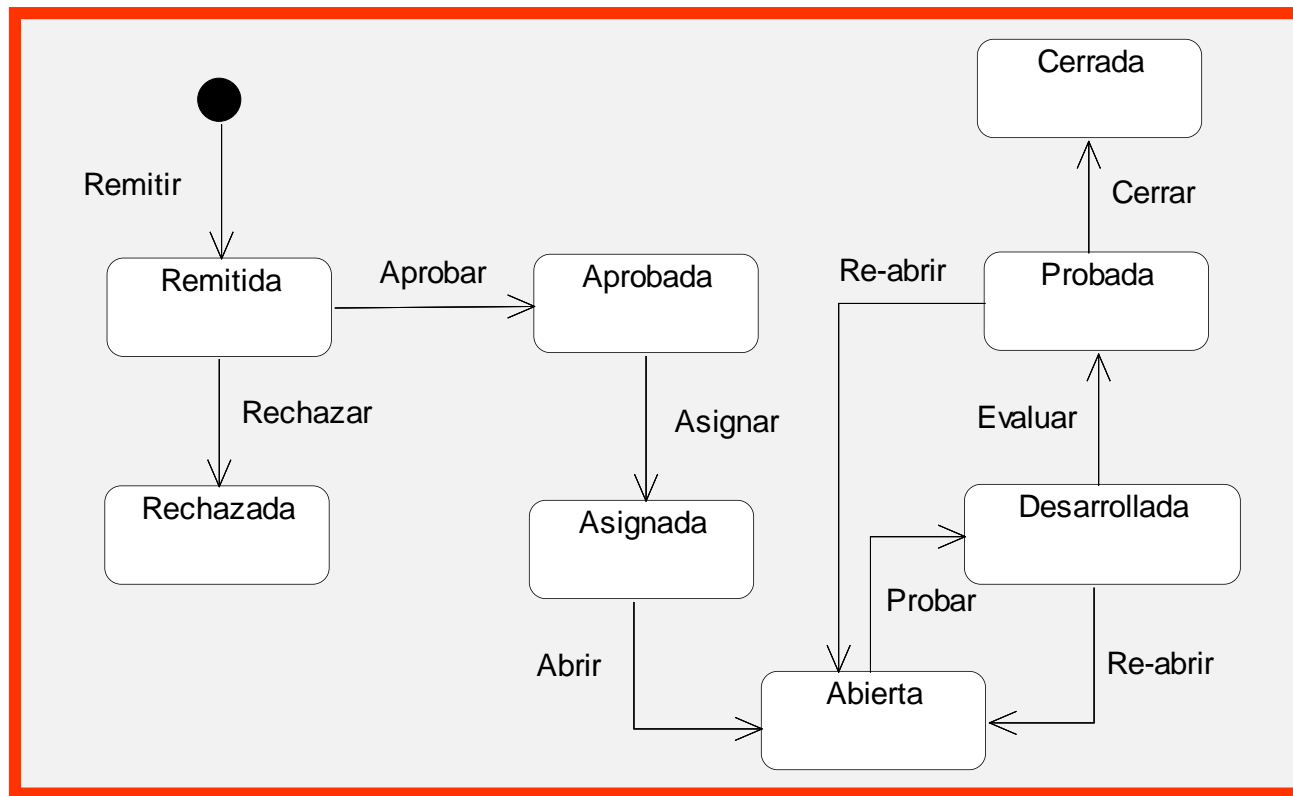 Cerrada
Remitir
Cerrar
Remitida
Aprobar
Aprobada
Re-abrir
Probada
Rechazar
Asignar
Evaluar
Rechazada
Asignada
Desarrollada
Probar
Abrir
Re-abrir
Abierta